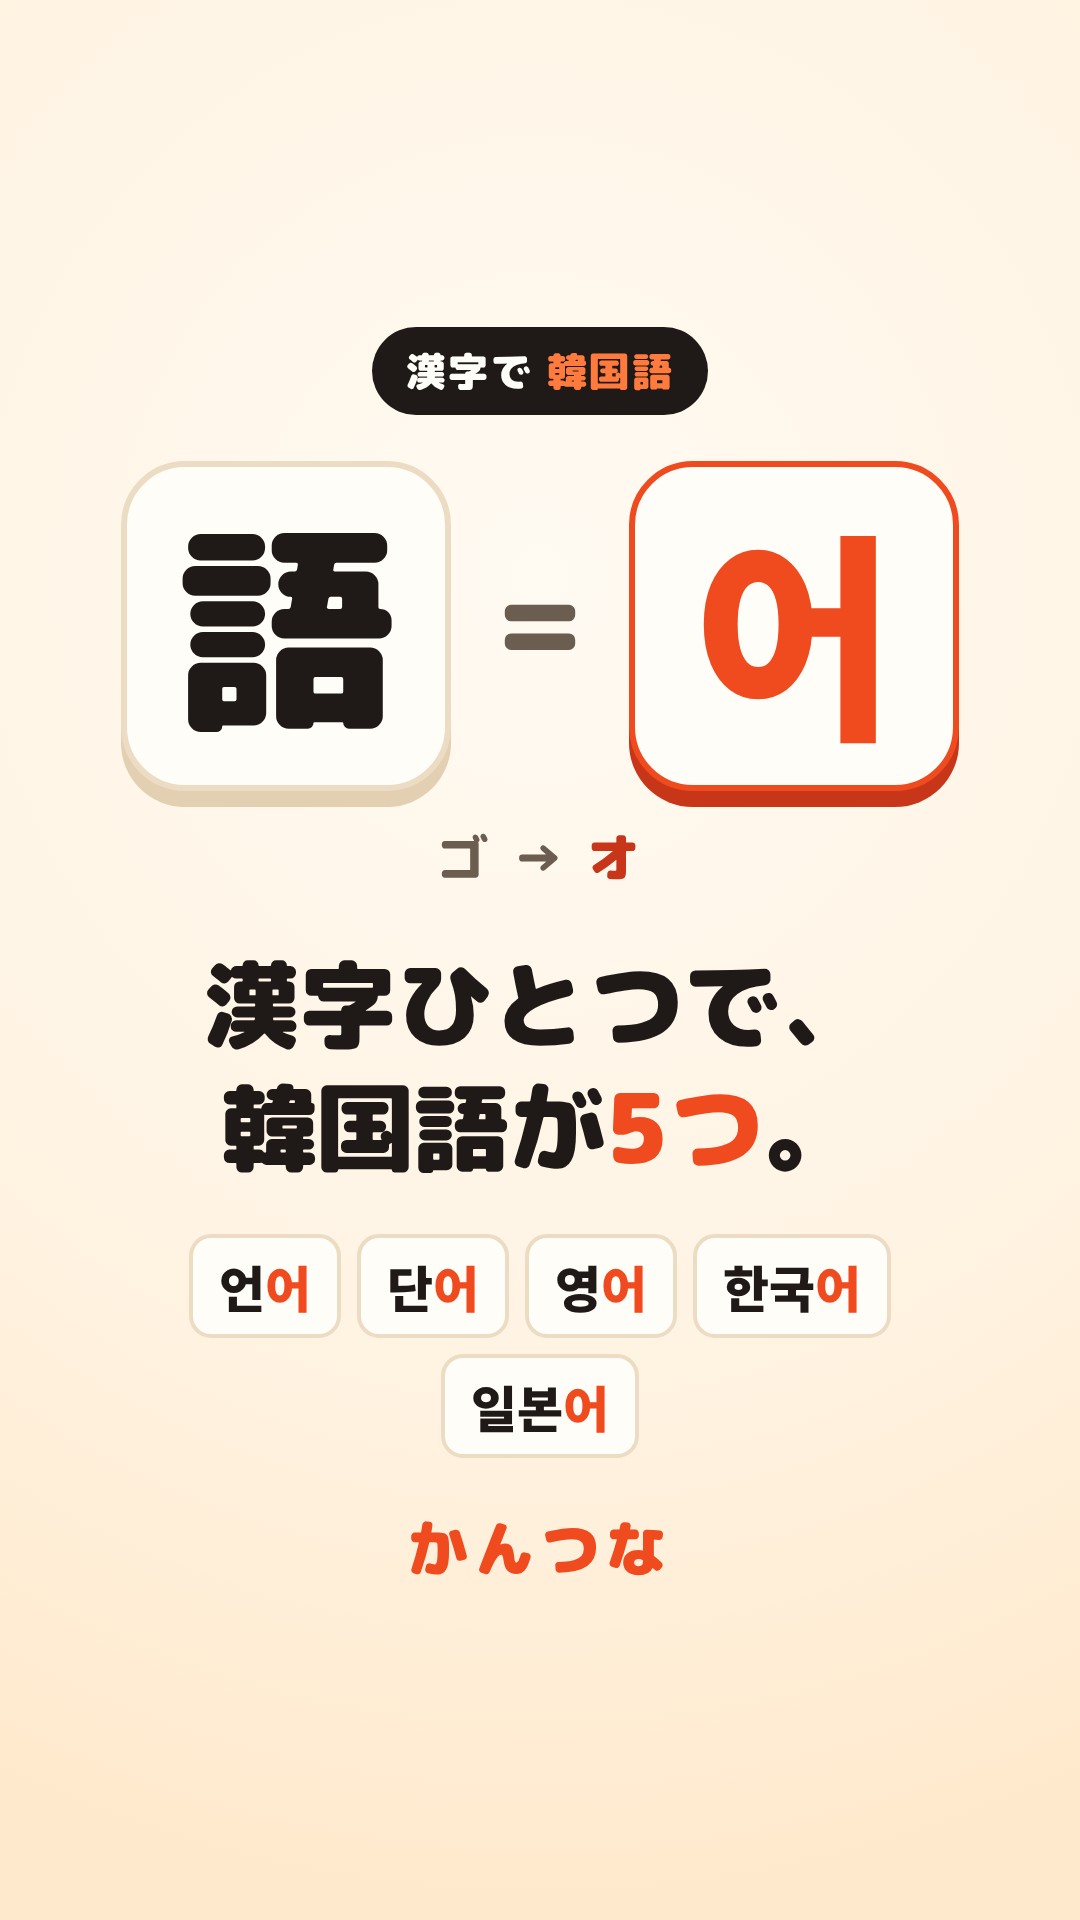 漢字で 韓国語
語 = 어
ゴ → オ
漢字ひとつで、
韓国語が5つ。
언어 단어 영어 한국어
일본어
かんつな